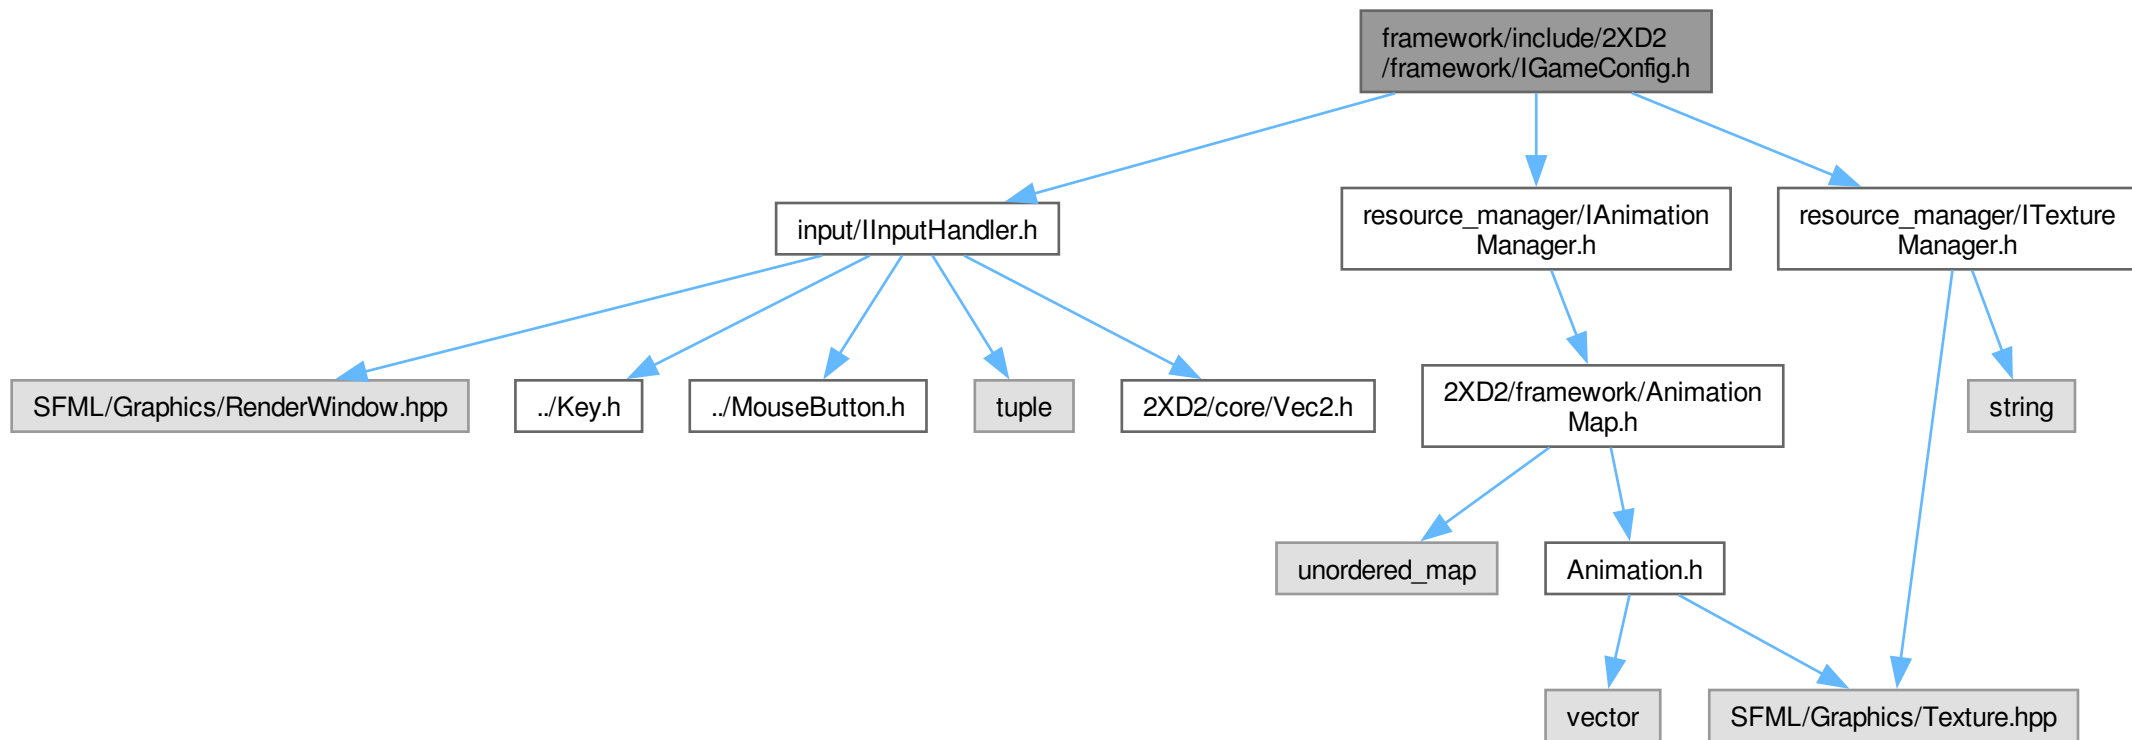 framework/include/2XD2
/framework/IGameConfig.h
input/IInputHandler.h
resource_manager/IAnimation
Manager.h
resource_manager/ITexture
Manager.h
SFML/Graphics/RenderWindow.hpp
../Key.h
../MouseButton.h
tuple
2XD2/core/Vec2.h
2XD2/framework/Animation
Map.h
string
unordered_map
Animation.h
vector
SFML/Graphics/Texture.hpp